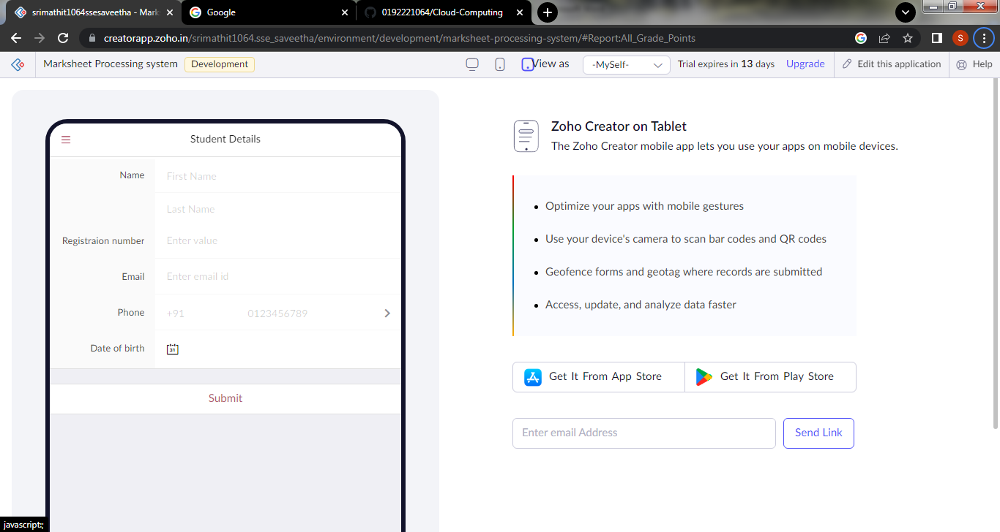 srimathit1064ssesaveetha - Mark
Google
0192221064/Cloud-Computing
creatorapp.zoho.in/srimathit1064.sse_saveetha/environment/development/marksheet-processing-system/#Report:All_Grade_Points
S
Marksheet Processing system
Development
View as
-MySelf-
Trial expires in 13 days
Upgrade
Edit this application
Help
Student Details
Name
First Name
Last Name
Registraion number
Enter value
Email
Enter email id
Phone
+91
0123456789
Date of birth
31
Submit
Zoho Creator on Tablet
The Zoho Creator mobile app lets you use your apps on mobile devices.
Optimize your apps with mobile gestures
Use your device's camera to scan bar codes and QR codes
Geofence forms and geotag where records are submitted
Access, update, and analyze data faster
Get It From App Store
Get It From Play Store
Enter email Address
Send Link
javascript:;